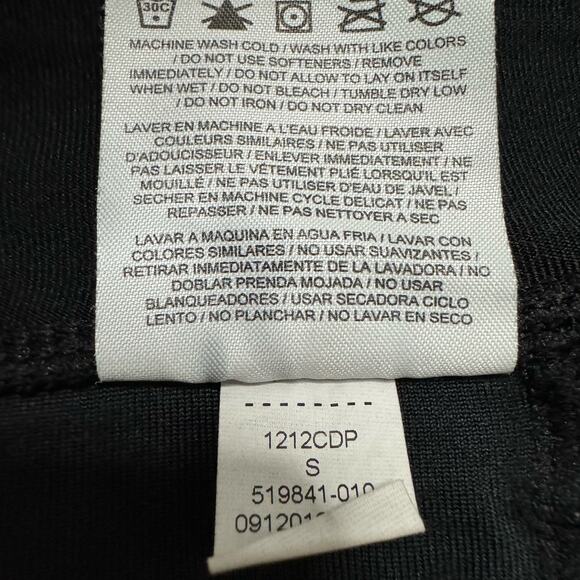 30C
MACHINE WASH COLD / WASH WITH LIKE COLORS
/ DO NOT USE SOFTENERS / REMOVE
IMMEDIATELY / DO NOT ALLOW TO LAY ON ITSELF
WHEN WET / DO NOT BLEACH / TUMBLE DRY LOW
/ DO NOT IRON / DO NOT DRY CLEAN
LAVER EN MACHINE A L'EAU FROIDE / LAVER AVEC
COULEURS SIMILAIRES / NE PAS UTILISER
D'ADOUCISSEUR / ENLEVER IMMEDIATEMENT / NE
PAS LAISSER LE VÊTEMENT PLIÉ LORSQU'IL EST
MOUILLÉ / NE PAS UTILISER D'EAU DE JAVEL /
SECHER EN MACHINE CYCLE DELICAT / NE PAS
REPASSER / NE PAS NETTOYER A SEC
LAVAR A MAQUINA EN AGUA FRIA / LAVAR CON
COLORES SIMILARES / NO USAR SUAVIZANTES /
RETIRAR INMEDIATAMENTE DE LA LAVADORA / NO
DOBLAR PRENDA MOJADA / NO USAR
BLANQUEADORES / USAR SECADORA CICLO
LENTO / NO PLANCHAR / NO LAVAR EN SECO
1212CDP
S
519841-010